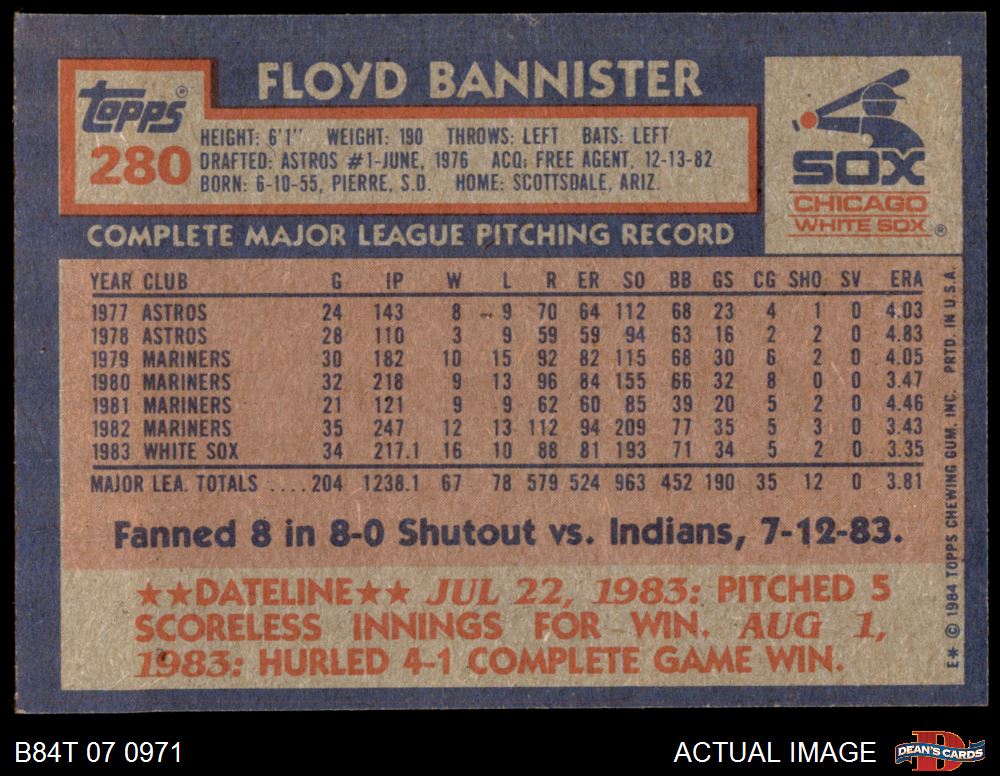 FLOYD BANNISTER
Topps®
280
HEIGHT: 6'1" WEIGHT: 190 THROWS: LEFT BATS: LEFT
DRAFTED: ASTROS #1-JUNE, 1976 ACQ: FREE AGENT, 12-13-82
BORN: 6-10-55, PIERRE, S.D. HOME: SCOTTSDALE, ARIZ.
SOX
CHICAGO
WHITE SOX®
COMPLETE MAJOR LEAGUE PITCHING RECORD
YEAR CLUB G IP W L R ER SO BB GS CG SHO SV ERA
1977 ASTROS 24 143 8 9 70 64 112 68 23 4 1 0 4.03
1978 ASTROS 28 110 3 9 59 59 94 63 16 2 2 0 4.83
1979 MARINERS 30 182 10 15 92 82 115 68 30 6 2 0 4.05
1980 MARINERS 32 218 9 13 96 84 155 66 32 8 0 0 3.47
1981 MARINERS 21 121 9 9 62 60 85 39 20 5 2 0 4.46
1982 MARINERS 35 247 12 13 112 94 209 77 35 5 3 0 3.43
1983 WHITE SOX 34 217.1 16 10 88 81 193 71 34 5 2 0 3.35
MAJOR LEA. TOTALS ....204 1238.1 67 78 579 524 963 452 190 35 12 0 3.81
Fanned 8 in 8-0 Shutout vs. Indians, 7-12-83.
★★DATELINE★★ JUL 22, 1983: PITCHED 5
SCORELESS INNINGS FOR WIN. AUG 1,
1983: HURLED 4-1 COMPLETE GAME WIN.
E* © 1984 TOPPS CHEWING GUM, INC. PRTD. IN U.S.A.
B84T 07 0971
ACTUAL IMAGE
D
DEAN'S CARDS